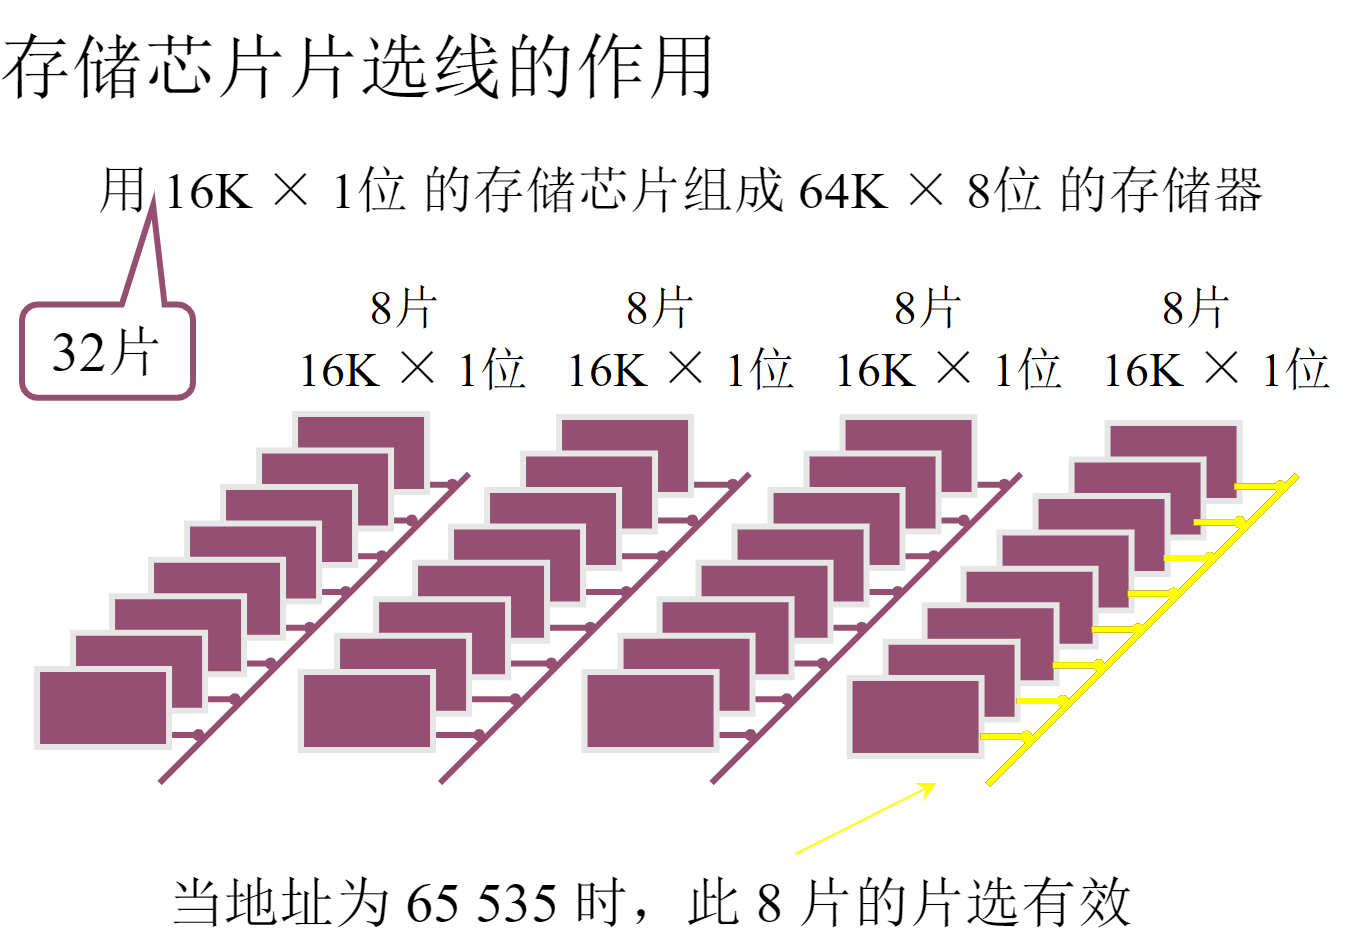 存储芯片片选线的作用
用 16K × 1位 的存储芯片组成 64K × 8位 的存储器
32片
8片
16K × 1位
8片
16K × 1位
8片
16K × 1位
8片
16K × 1位
当地址为 65 535 时，此 8 片的片选有效